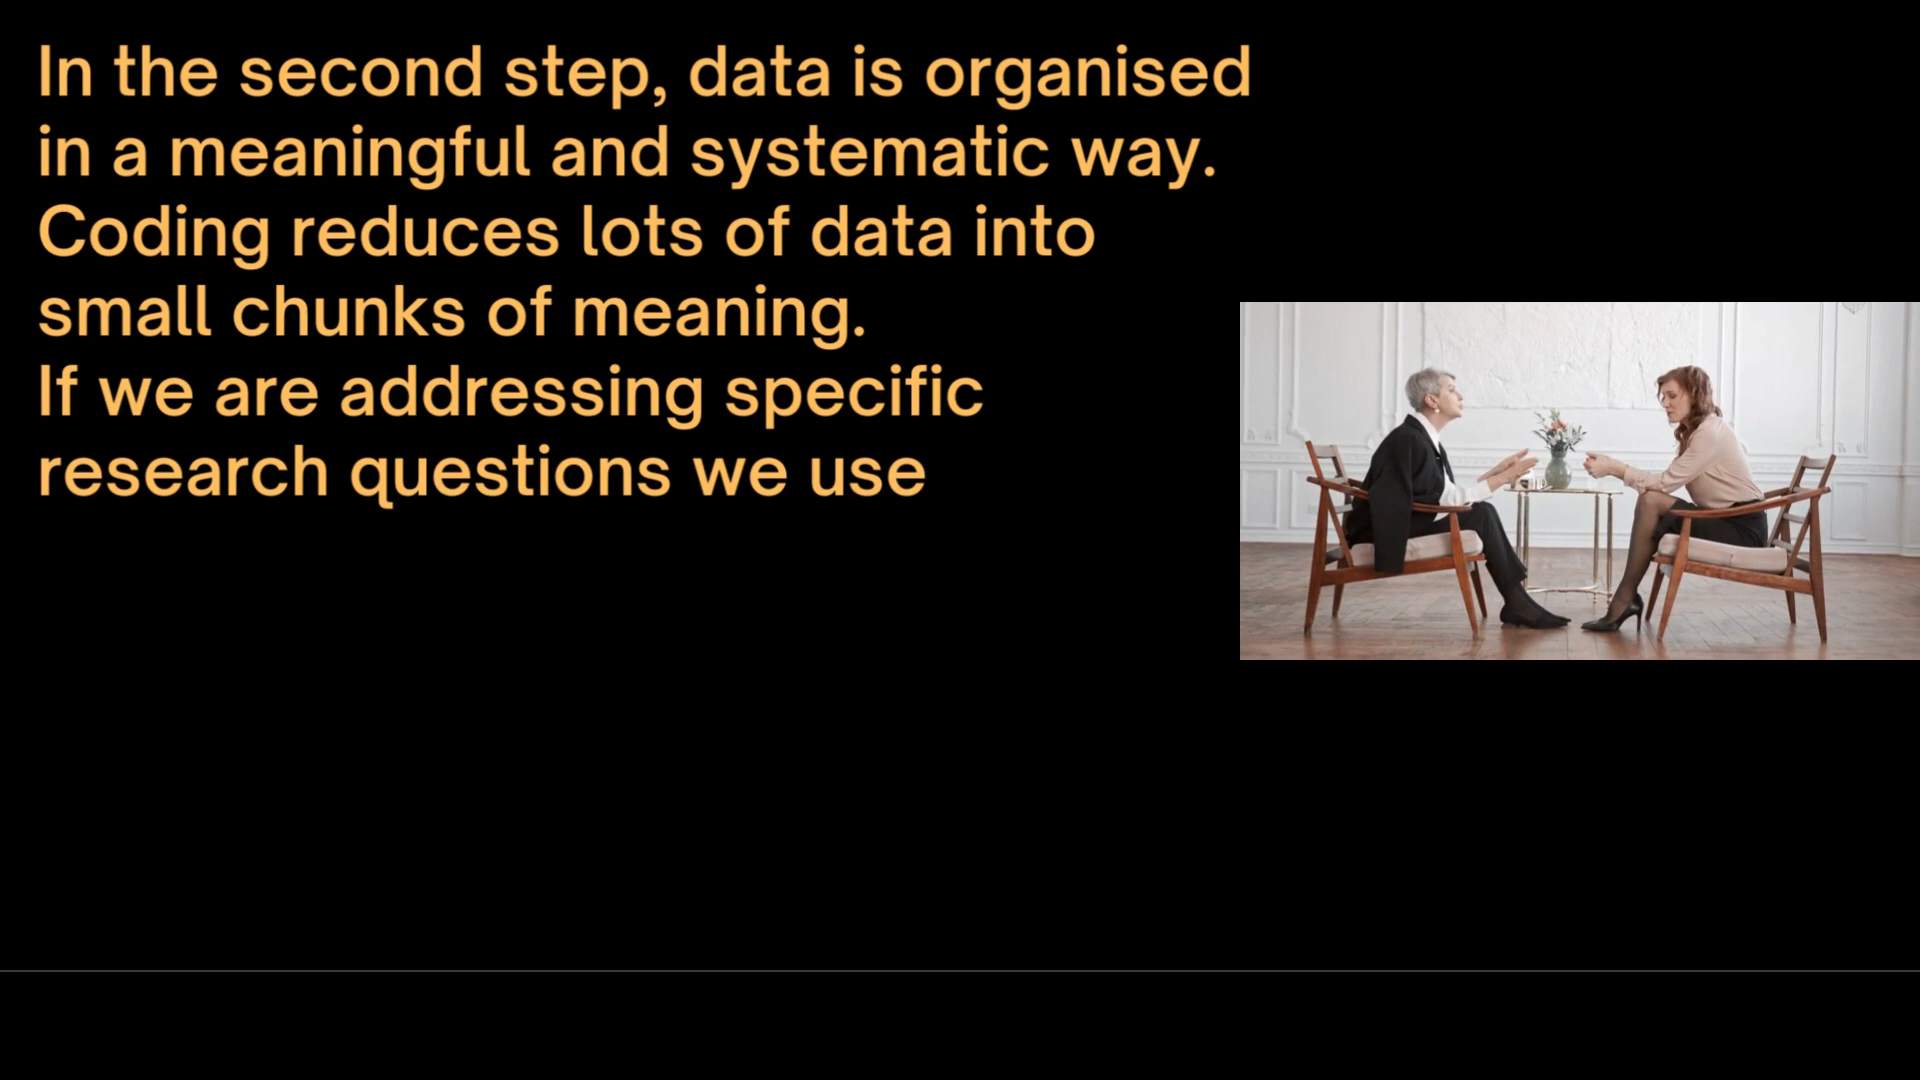 In the second step, data is organised
in a meaningful and systematic way.
Coding reduces lots of data into
small chunks of meaning.
If we are addressing specific
research questions we use